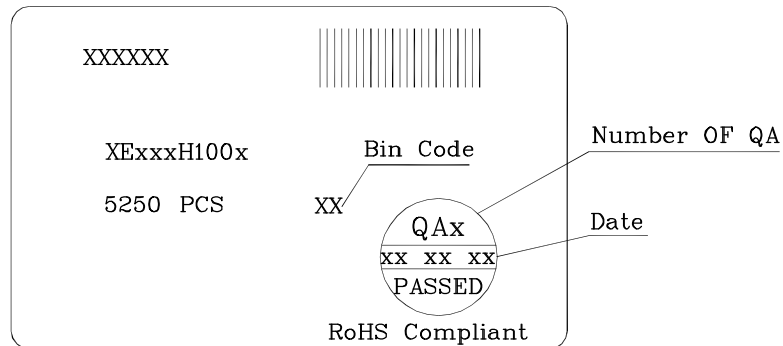 XXXXXX
XExxxH100x
Bin Code
Number OF QA
5250 PCS
XX
QAx
Date
xx xx xx
PASSED
RoHS Compliant